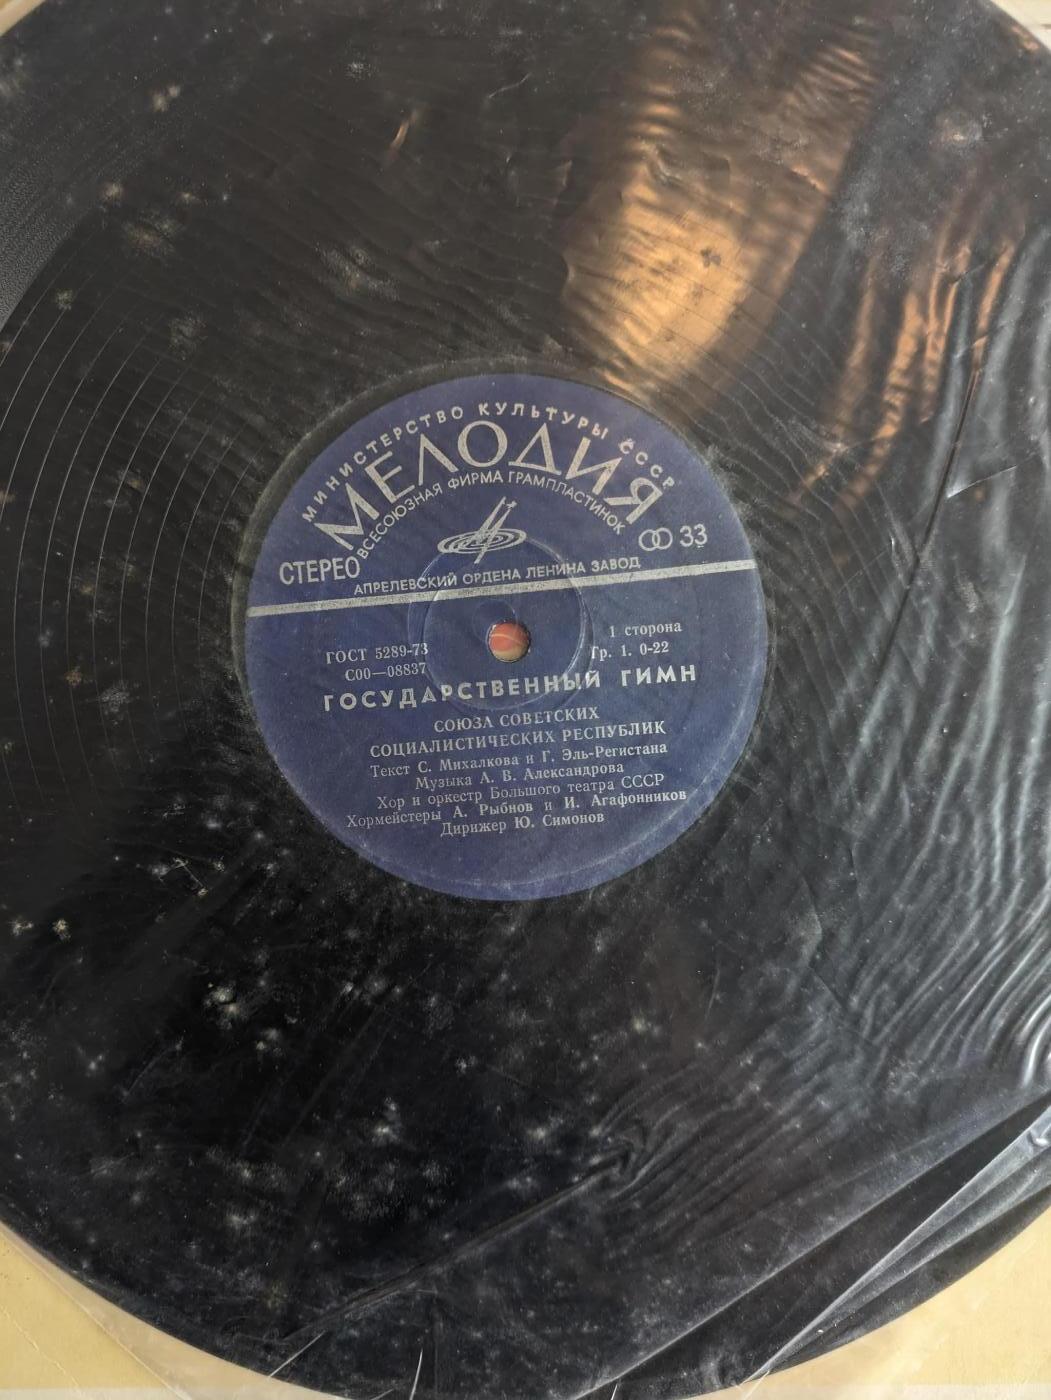 МИНИСТЕРСТВО КУЛЬТУРЫ СССР
МЕЛОДИЯ
ВСЕСОЮЗНАЯ ФИРМА ГРАМПЛАСТИНОК
СТЕРЕО
33
АПРЕЛЕВСКИЙ ОРДЕНА ЛЕНИНА ЗАВОД
ГОСТ 5289-73
1 сторона
С00—08837
Гр. 1. 0-22
ГОСУДАРСТВЕННЫЙ ГИМН
СОЮЗА СОВЕТСКИХ
СОЦИАЛИСТИЧЕСКИХ РЕСПУБЛИК
Текст С. Михалкова и Г. Эль-Регистана
Музыка А. В. Александрова
Хор и оркестр Большого театра СССР
Хормейстеры А. Рыбнов и И. Агафонников
Дирижер Ю. Симонов